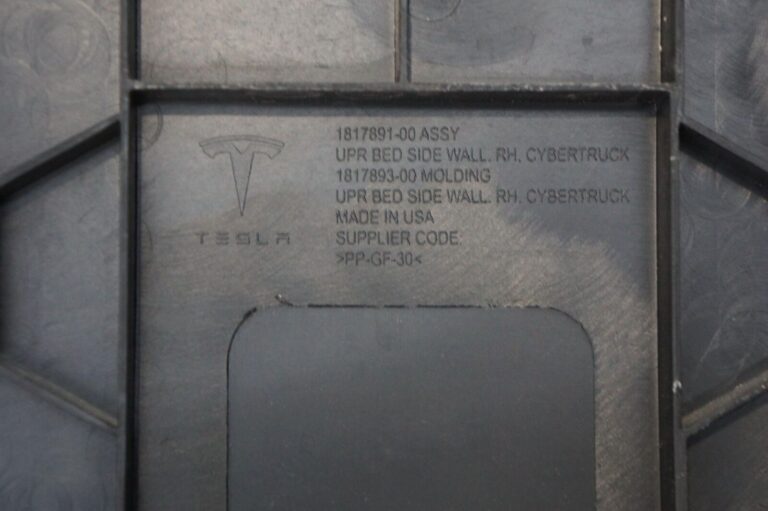 1817891-00 ASSY
UPR BED SIDE WALL. RH, CYBERTRUCK
1817893-00 MOLDING
UPR BED SIDE WALL. RH, CYBERTRUCK
MADE IN USA
SUPPLIER CODE:
>PP-GF-30<
TESLA